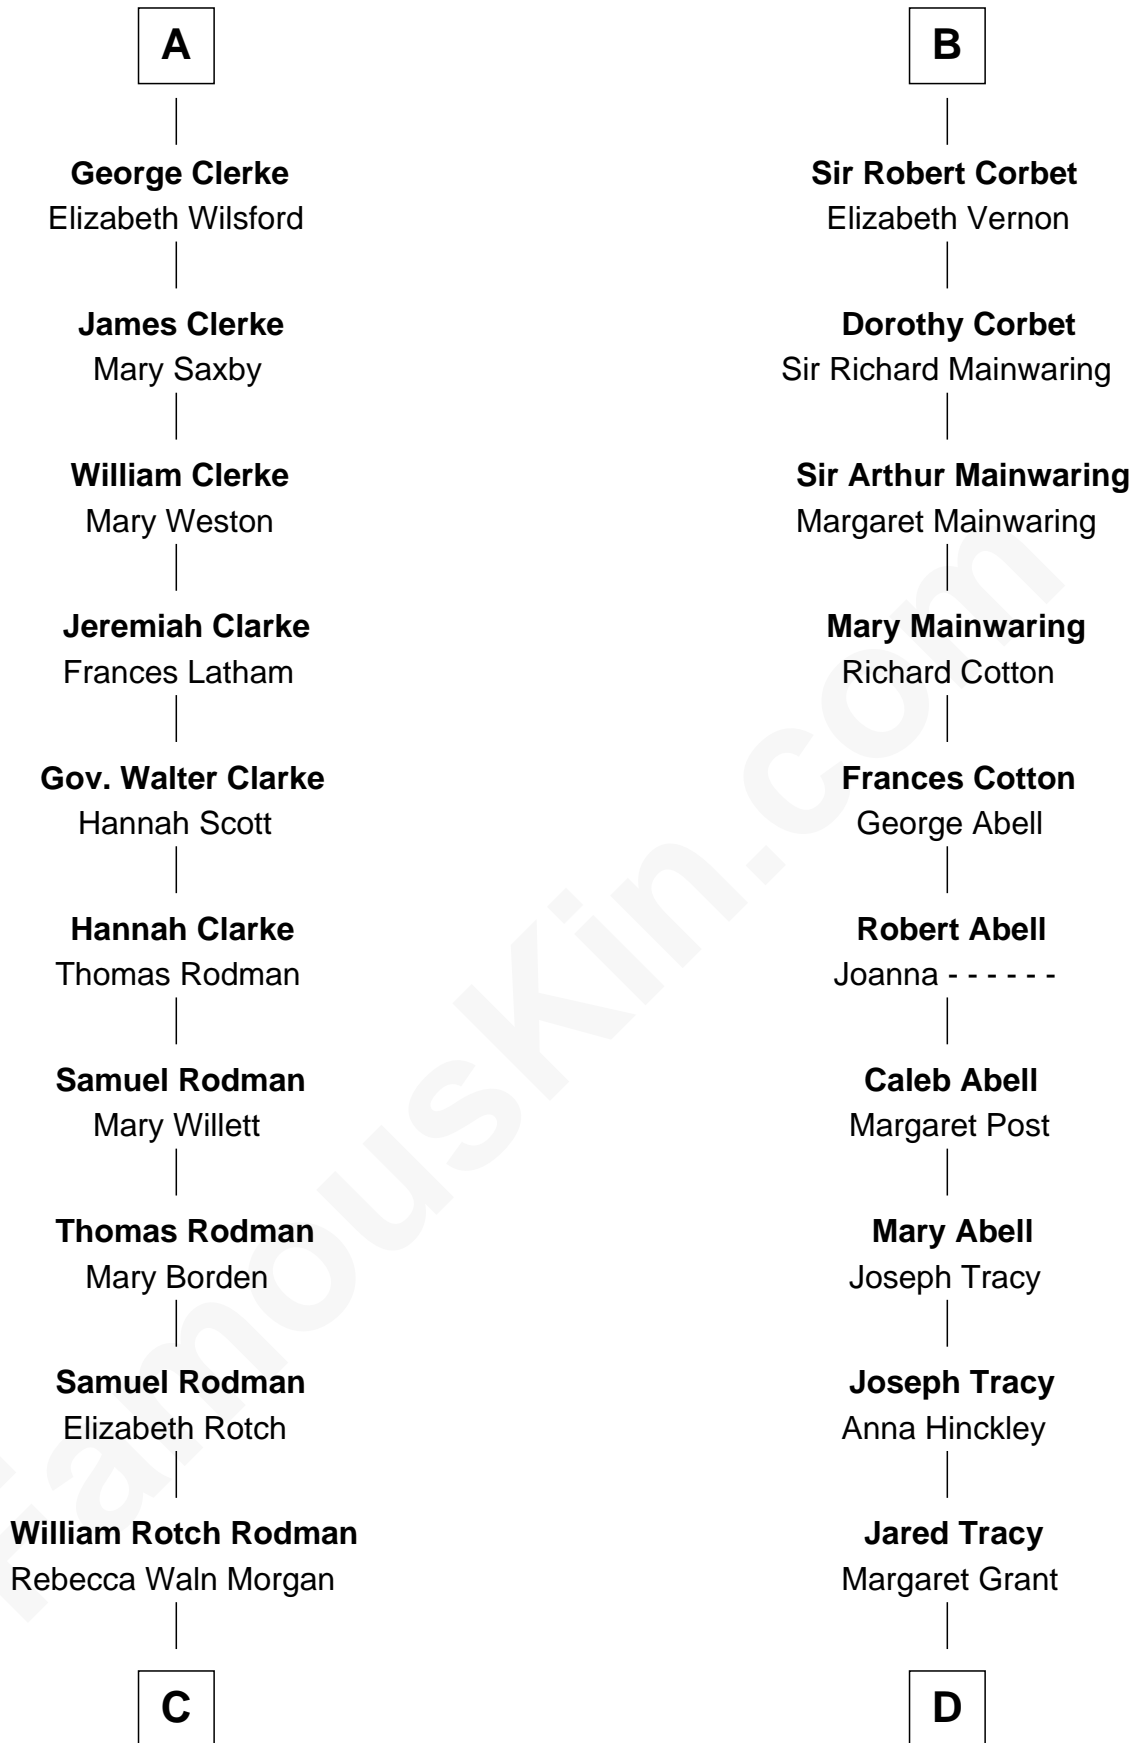 A
George Clerke
Elizabeth Wilsford
James Clerke
Mary Saxby
William Clerke
Mary Weston
Jeremiah Clarke
Frances Latham
Gov. Walter Clarke
Hannah Scott
Hannah Clarke
Thomas Rodman
Samuel Rodman
Mary Willett
Thomas Rodman
Mary Borden
Samuel Rodman
Elizabeth Rotch
William Rotch Rodman
Rebecca Waln Morgan
C
B
Sir Robert Corbet
Elizabeth Vernon
Dorothy Corbet
Sir Richard Mainwaring
Sir Arthur Mainwaring
Margaret Mainwaring
Mary Mainwaring
Richard Cotton
Frances Cotton
George Abell
Robert Abell
Joanna - - - - - -
Caleb Abell
Margaret Post
Mary Abell
Joseph Tracy
Joseph Tracy
Anna Hinckley
Jared Tracy
Margaret Grant
D
FamousKin.com